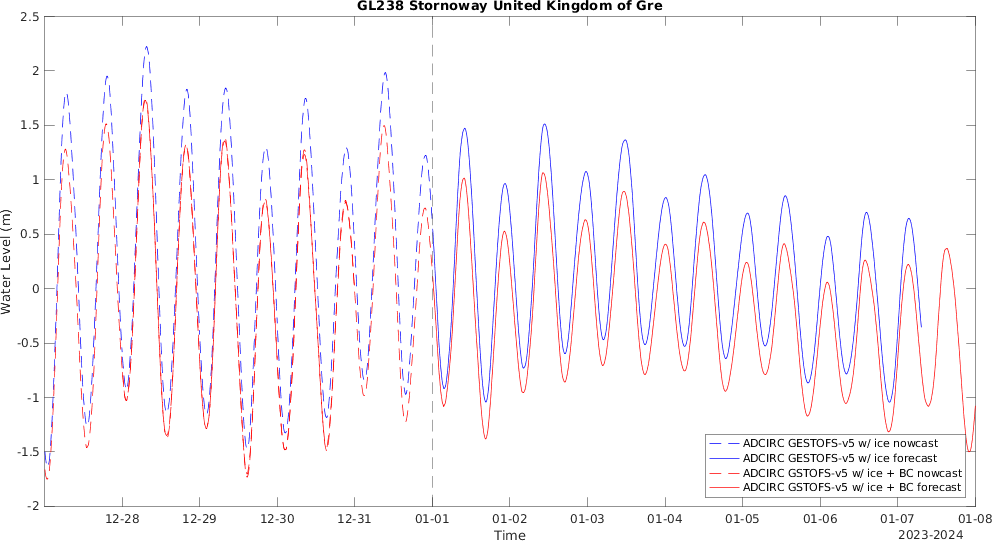 GL238 Stornoway United Kingdom of Gre
2.5
2
1.5
1
0.5
0
-0.5
-1
-1.5
-2
Water Level (m)
12-28 12-29 12-30 12-31 01-01 01-02 01-03 01-04 01-05 01-06 01-07 01-08
Time
2023-2024
ADCIRC GESTOFS-v5 w/ ice nowcast
ADCIRC GESTOFS-v5 w/ ice forecast
ADCIRC GSTOFS-v5 w/ ice + BC nowcast
ADCIRC GSTOFS-v5 w/ ice + BC forecast